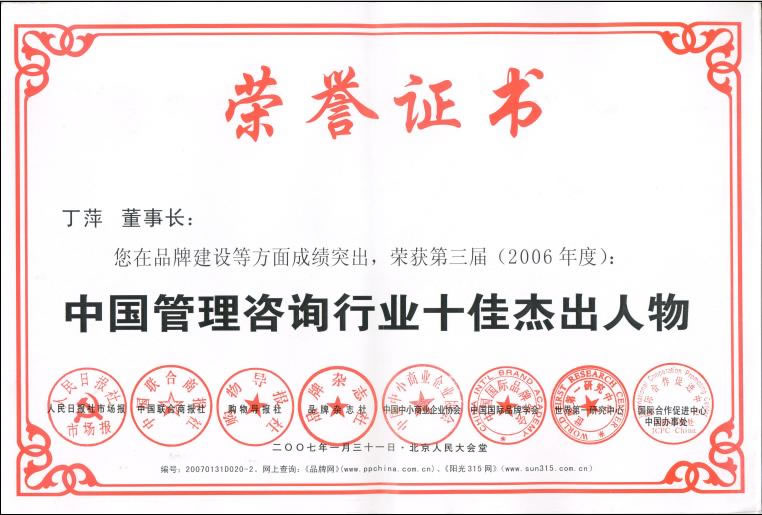 荣誉证书
丁萍 董事长：
您在品牌建设等方面成绩突出，荣获第三届（2006年度）：
中国管理咨询行业十佳杰出人物
人民日报社市场报 中国联合商报社 购物导报社 品牌杂志社 中国中小商业企业协会 中国国际品牌学会 世界第一研究中心 国际合作促进中心
中国办事处
二〇〇七年一月三十一日·北京人民大会堂
编号：20070131D020-2，网上查询：《品牌网》(www.ppchina.com.cn)、《阳光315网》(www.sun315.com.cn)